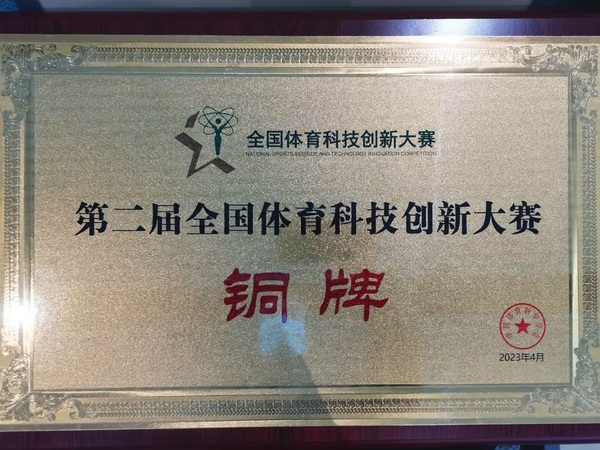 全国体育科技创新大赛
NATIONAL SPORTS SCIENCE AND TECHNOLOGY INNOVATION COMPETITION
第二届全国体育科技创新大赛
铜牌
2023年4月